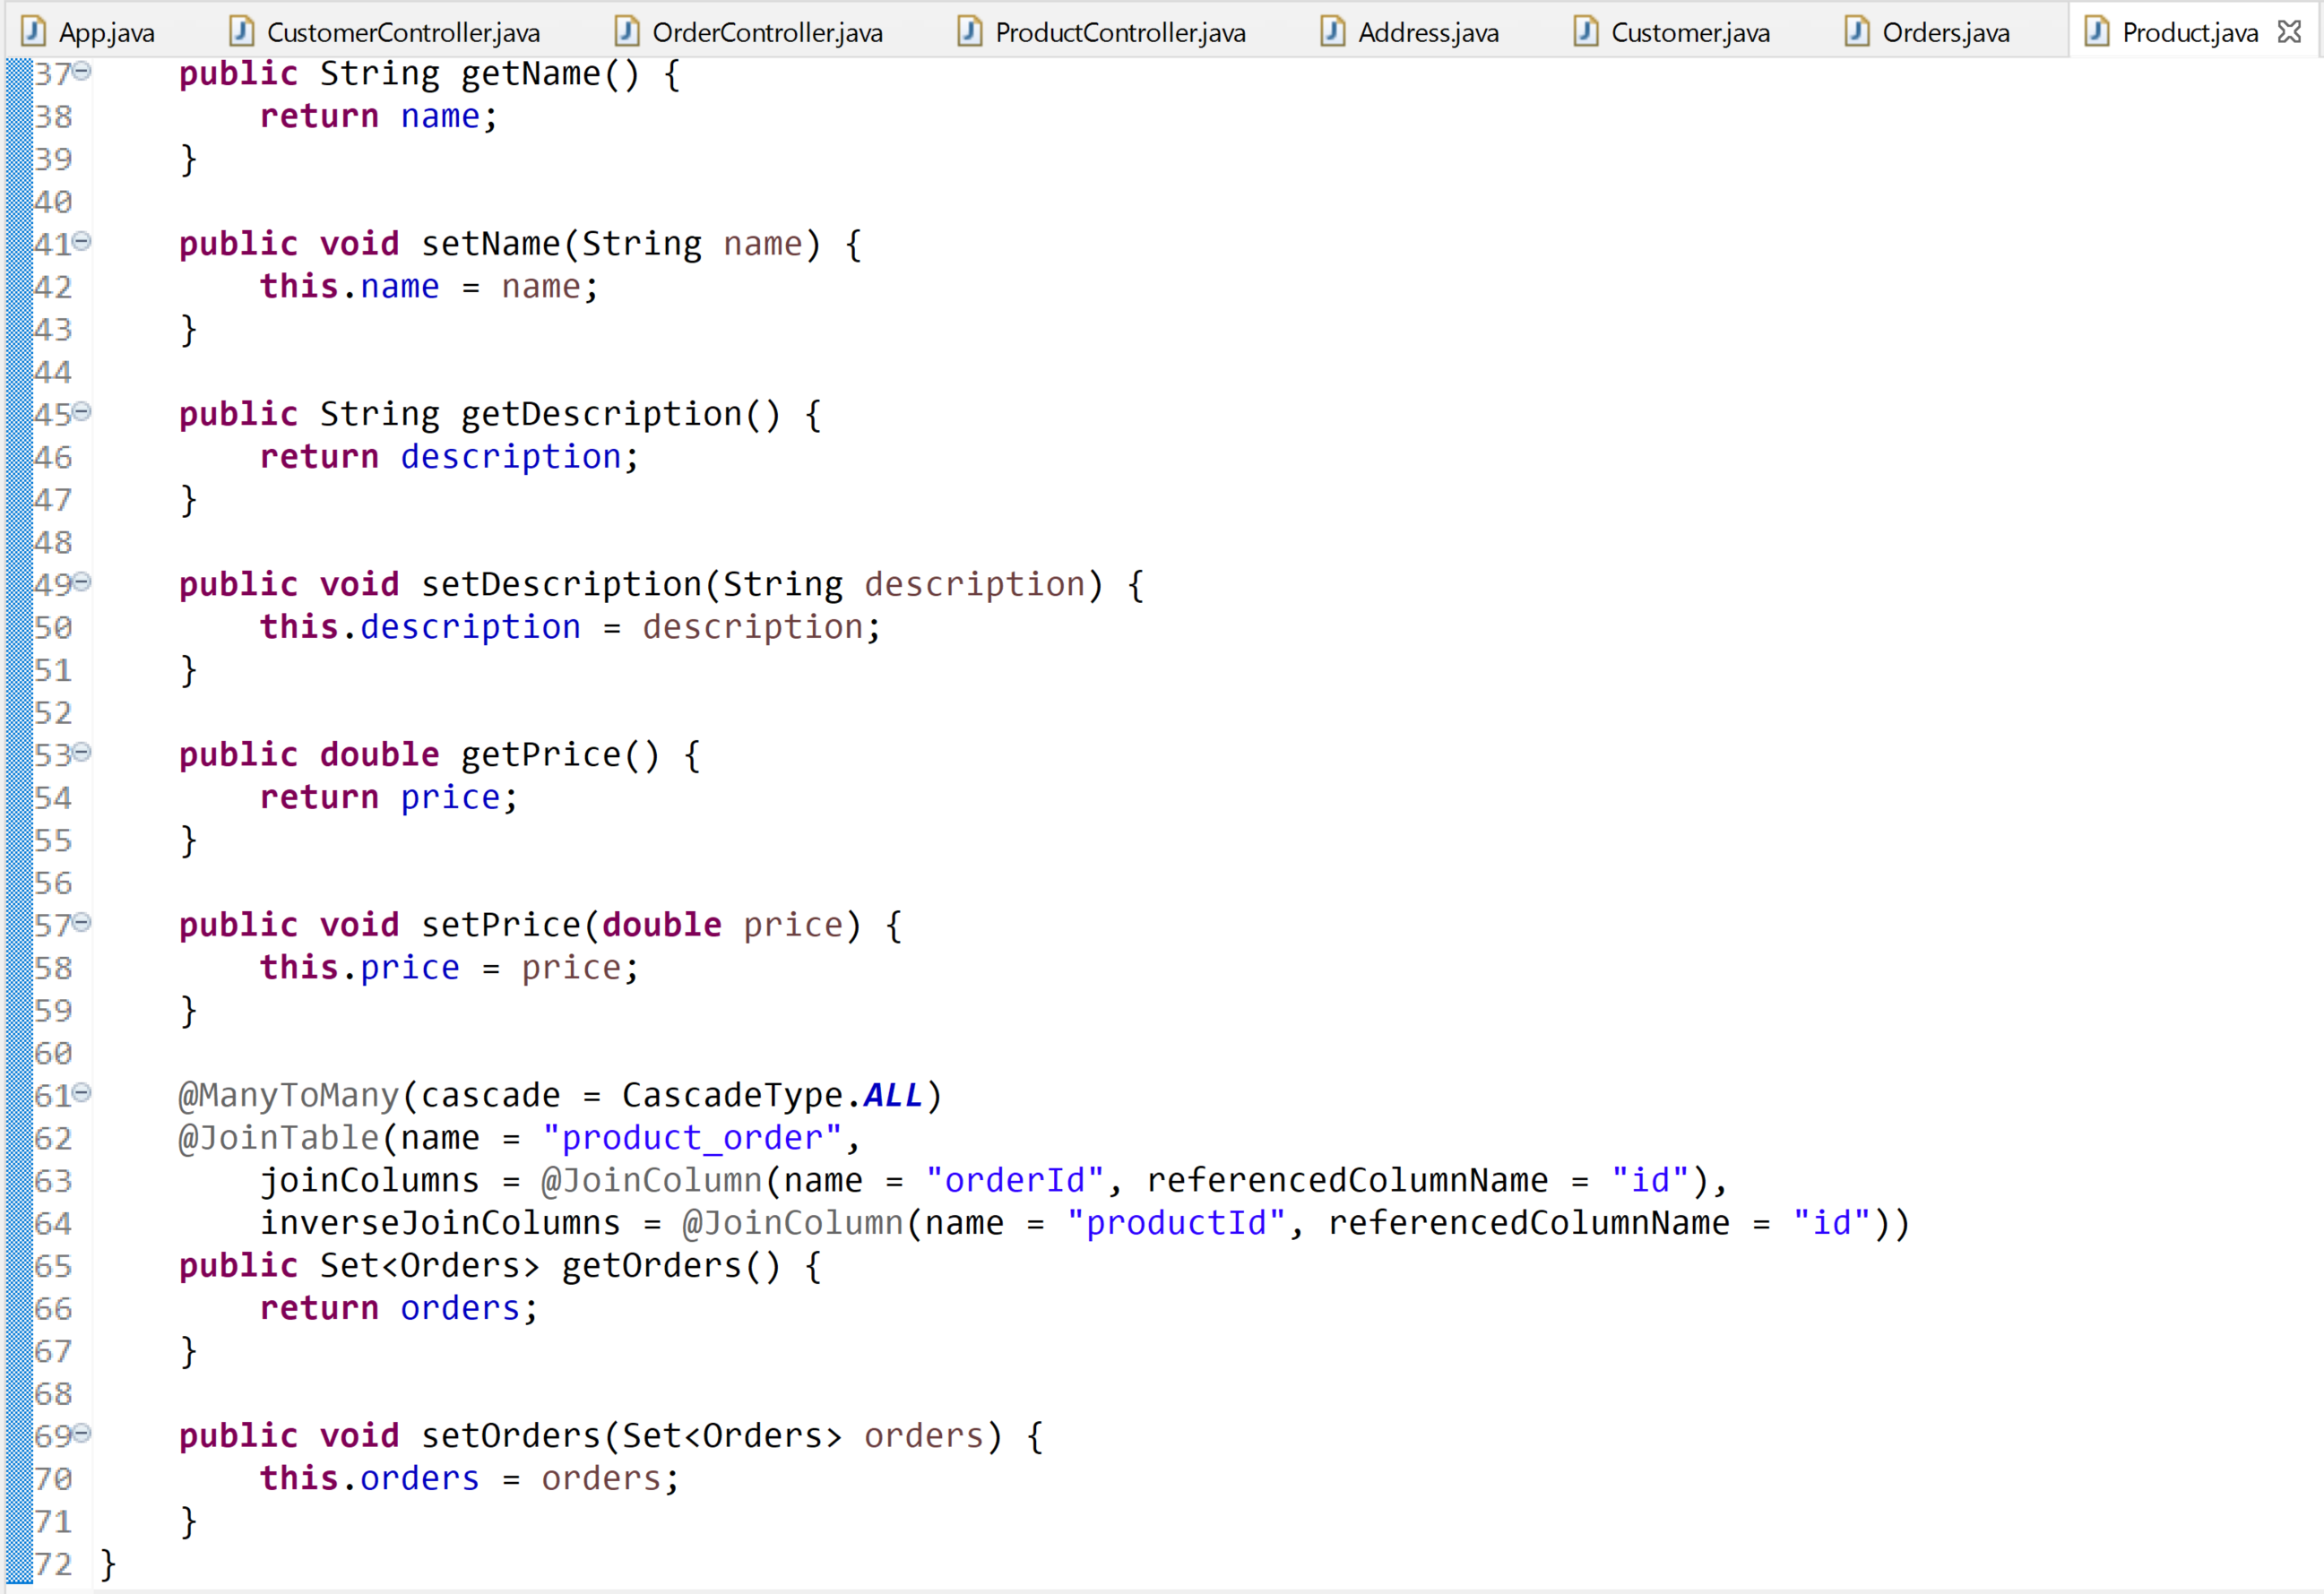 App.java CustomerController.java OrderController.java ProductController.java Address.java Customer.java Orders.java Product.java
37 public String getName() {
38 return name;
39 }
40
41 public void setName(String name) {
42 this.name = name;
43 }
44
45 public String getDescription() {
46 return description;
47 }
48
49 public void setDescription(String description) {
50 this.description = description;
51 }
52
53 public double getPrice() {
54 return price;
55 }
56
57 public void setPrice(double price) {
58 this.price = price;
59 }
60
61 @ManyToMany(cascade = CascadeType.ALL)
62 @JoinTable(name = "product_order",
63 joinColumns = @JoinColumn(name = "orderId", referencedColumnName = "id"),
64 inverseJoinColumns = @JoinColumn(name = "productId", referencedColumnName = "id"))
65 public Set<Orders> getOrders() {
66 return orders;
67 }
68
69 public void setOrders(Set<Orders> orders) {
70 this.orders = orders;
71 }
72 }